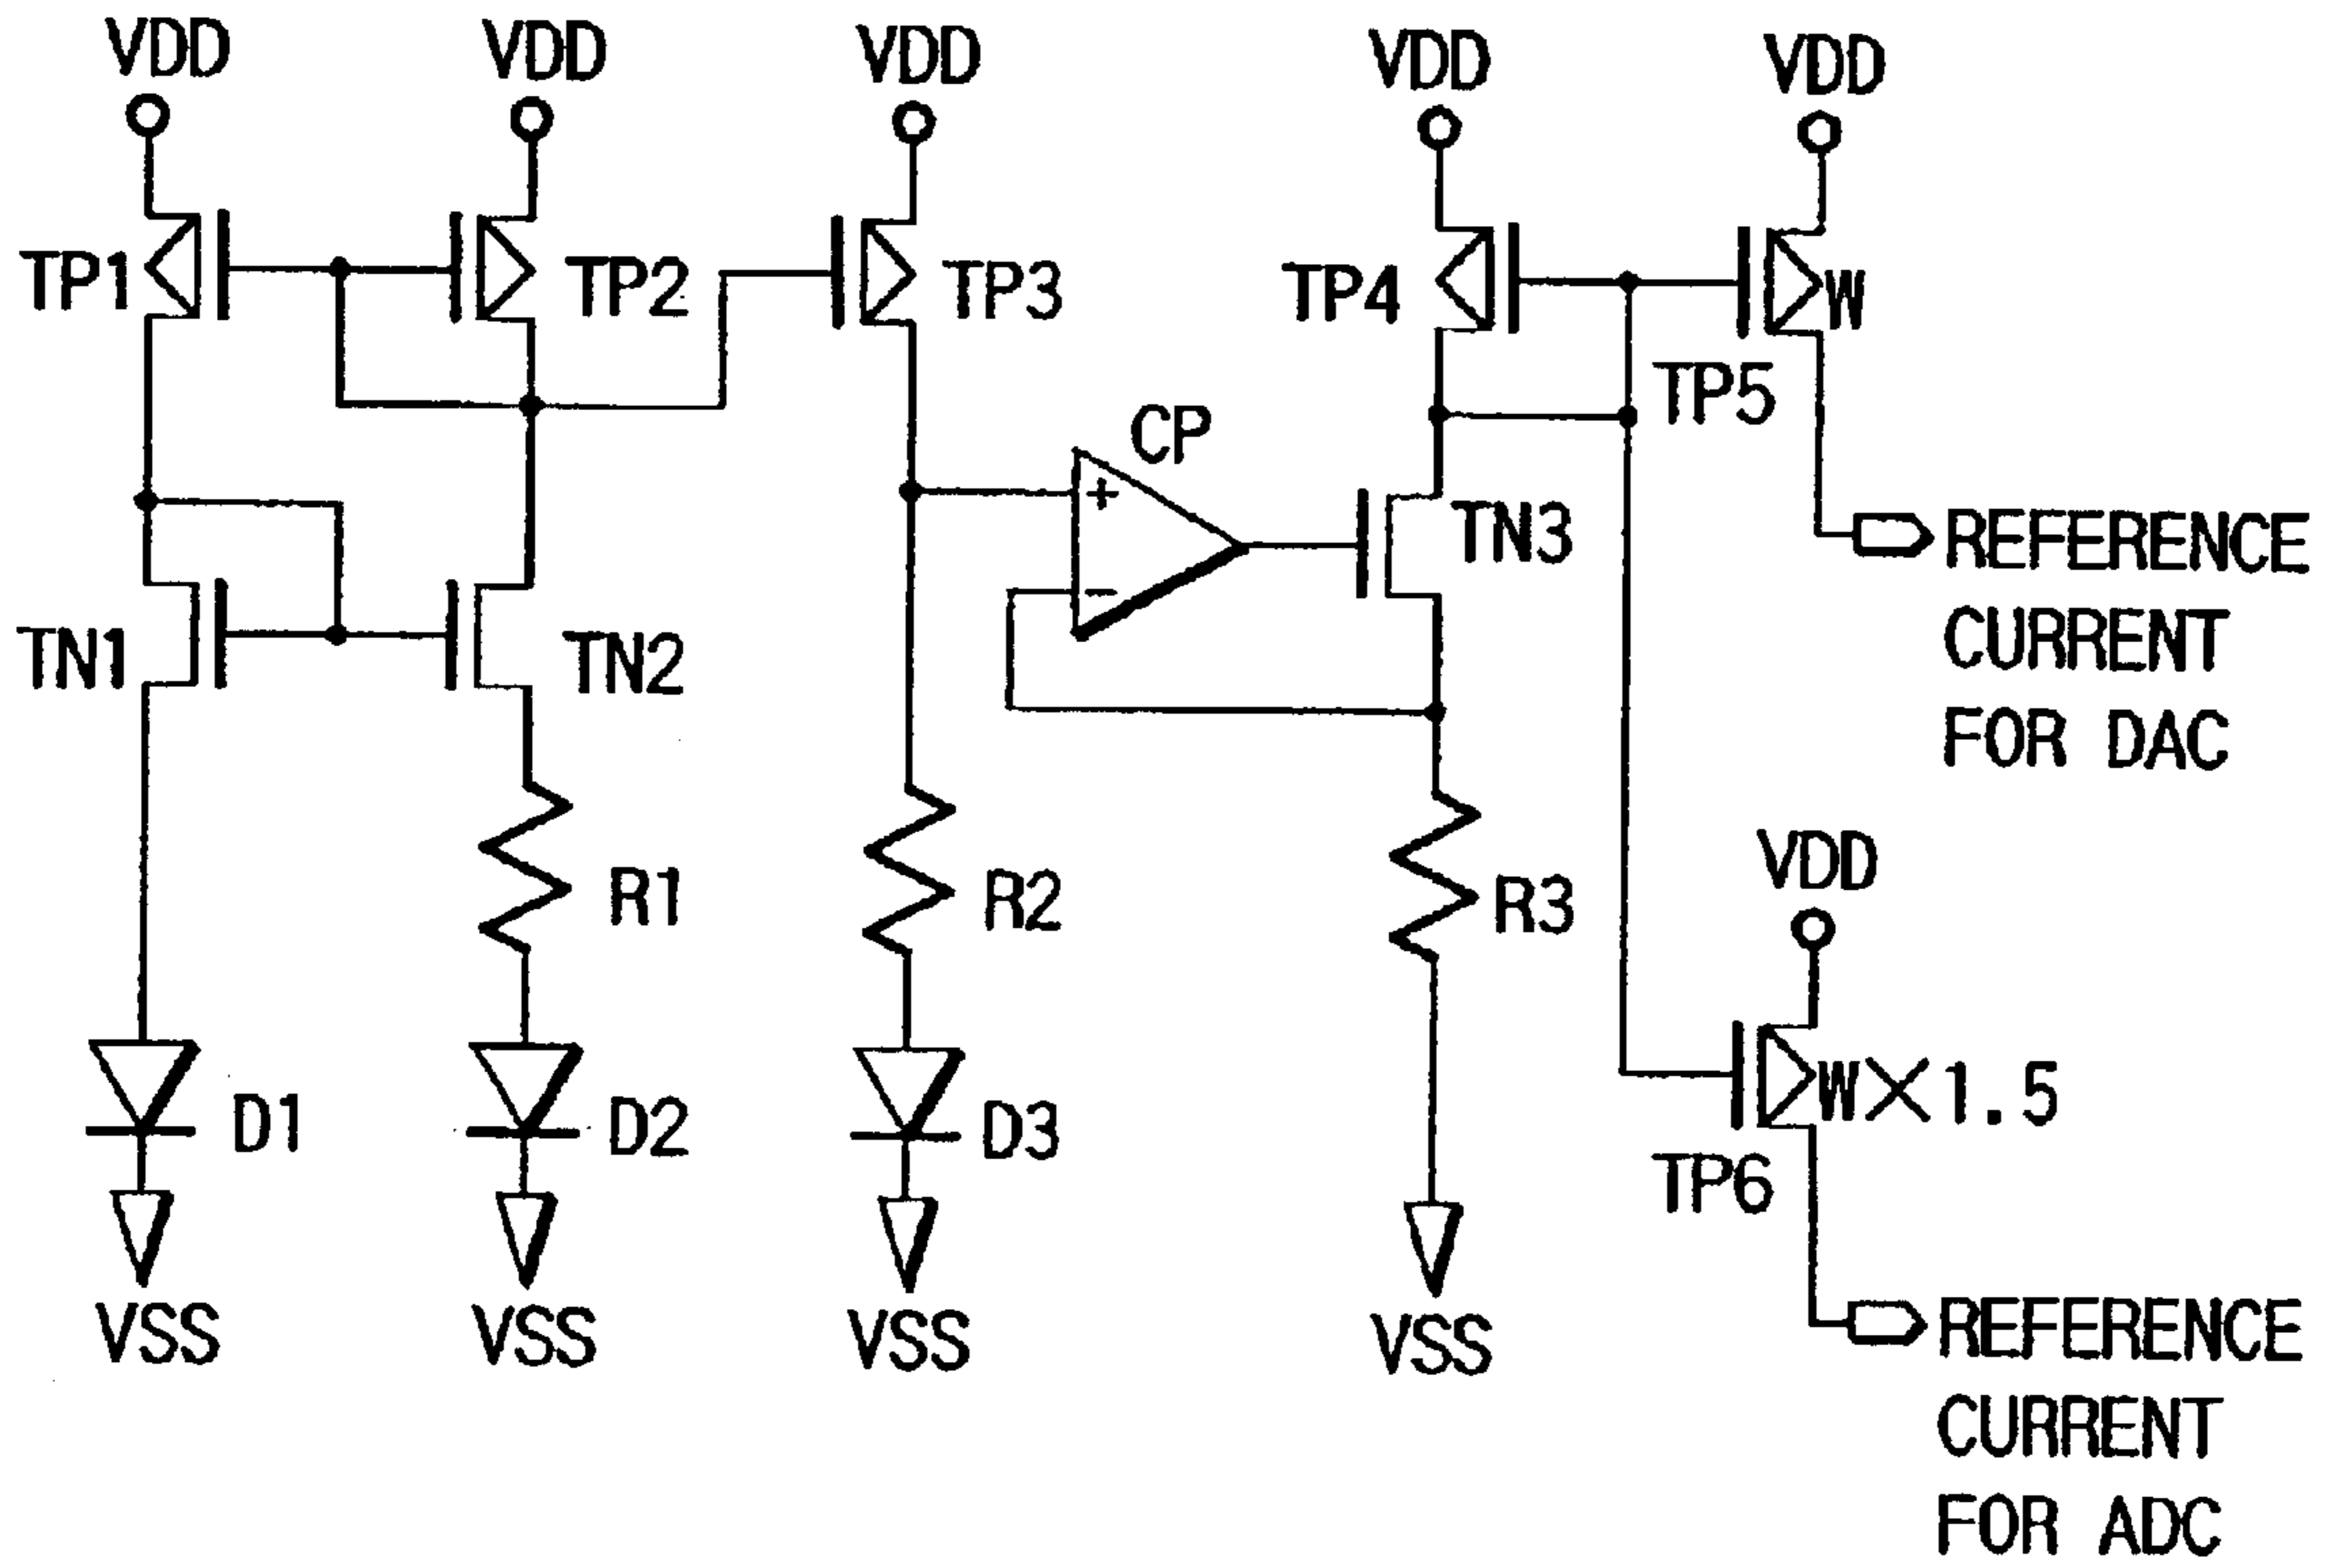 VDD VDD VDD VDD VDD
TP1 TP2 TP3 TP4 W
TP5
CP
+
TN3
REFERENCE
CURRENT
FOR DAC
−
TN1 TN2
VDD
R1 R2 R3
W×1.5
D1 D2 D3
TP6
VSS VSS VSS VSS
REFERENCE
CURRENT
FOR ADC